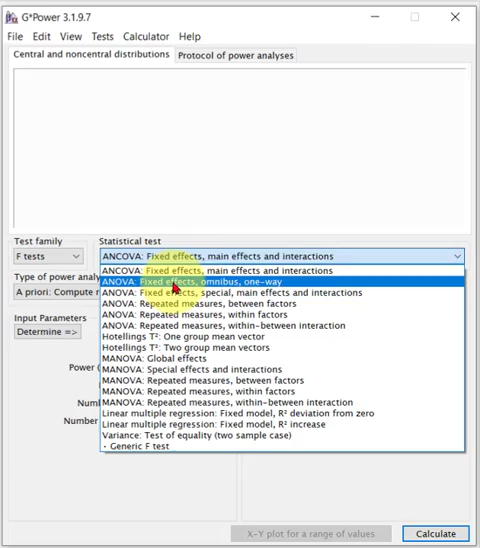 G*Power 3.1.9.7
File Edit View Tests Calculator Help
Central and noncentral distributions Protocol of power analyses
Test family Statistical test
F tests ANCOVA: Fixed effects, main effects and interactions
ANCOVA: Fixed effects, main effects and interactions
Type of power analy ANOVA: Fixed effects, omnibus, one-way
A priori: Compute r ANOVA: Fixed effects, special, main effects and interactions
ANOVA: Repeated measures, between factors
Input Parameters ANOVA: Repeated measures, within factors
Determine => ANOVA: Repeated measures, within-between interaction
Hotellings T²: One group mean vector
Hotellings T²: Two group mean vectors
MANOVA: Global effects
Power ( MANOVA: Special effects and interactions
MANOVA: Repeated measures, between factors
MANOVA: Repeated measures, within factors
Num MANOVA: Repeated measures, within-between interaction
Linear multiple regression: Fixed model, R² deviation from zero
Number Linear multiple regression: Fixed model, R² increase
Variance: Test of equality (two sample case)
Generic F test
X-Y plot for a range of values Calculate